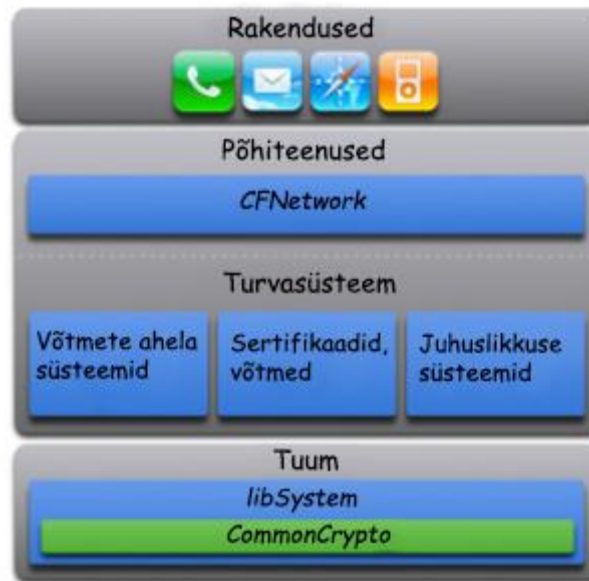 Rakendused
Põhiteenused
CFNetwork
Turvasüsteem
Võtmete ahela
süsteemid
Sertifikaadid,
võtmed
Juhuslikkuse
süsteemid
Tuum
libSystem
CommonCrypto